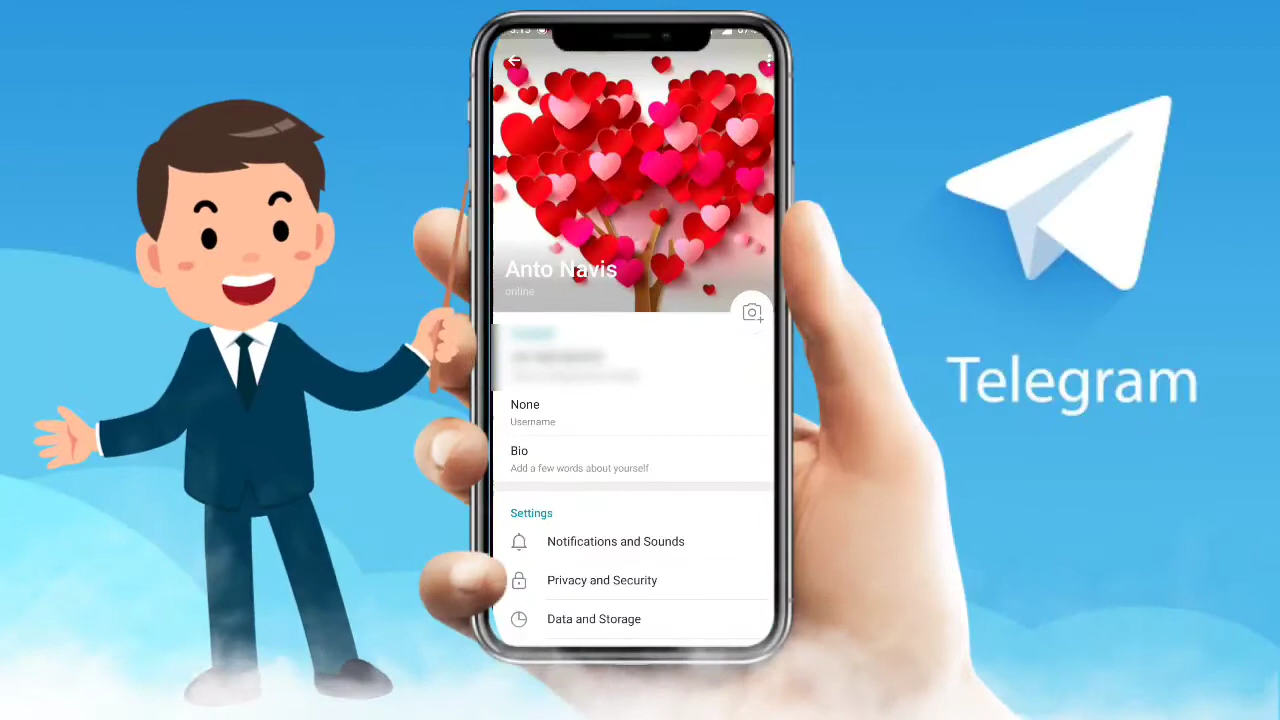 Anto Navis
online
None
Username
Bio
Add a few words about yourself
Settings
Notifications and Sounds
Privacy and Security
Data and Storage
Telegram